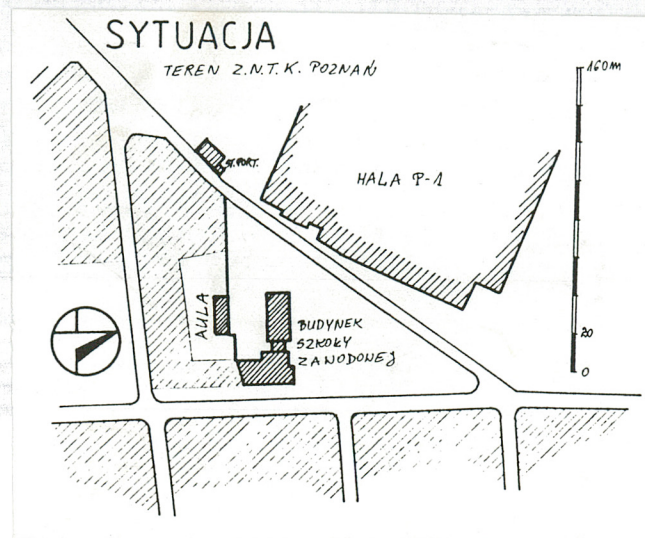 SYTUACJA
TEREN Z.N.T.K. POZNAŃ
160m
ST. PORT.
HALA P-1
AULA
BUDYNEK
SZKOŁY
ZAWODOWEJ
20
0